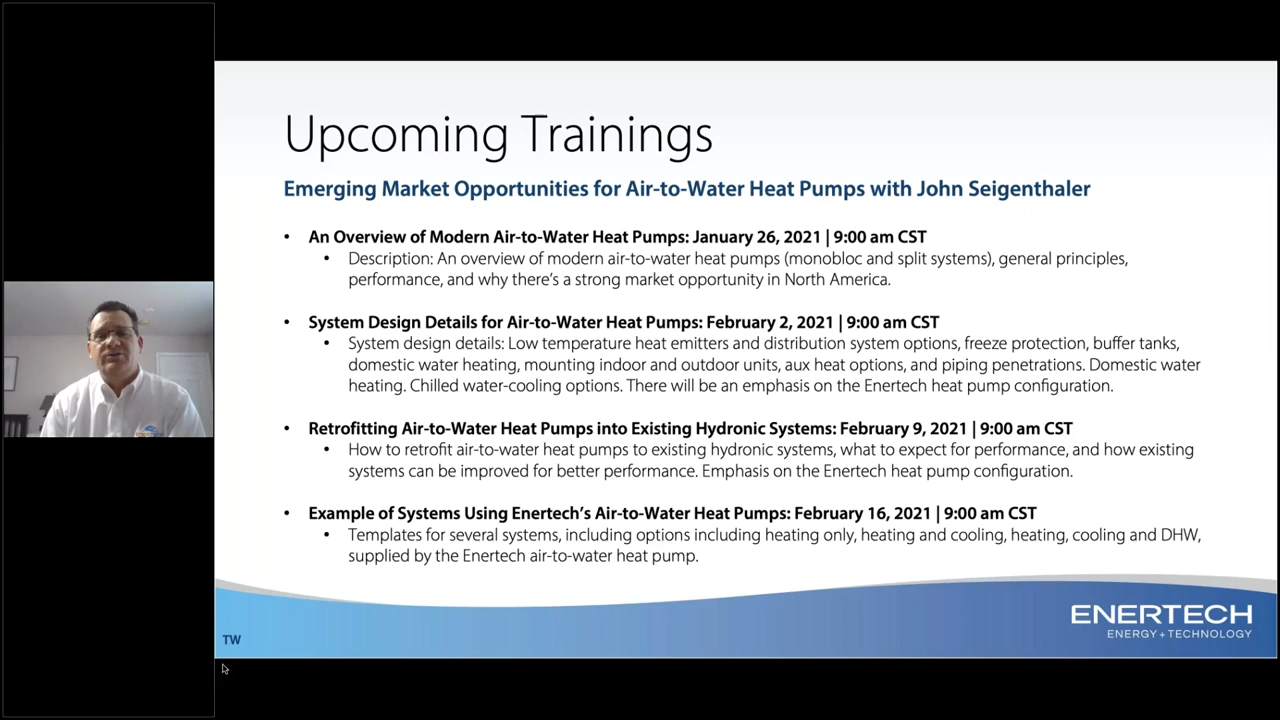 Upcoming Trainings
Emerging Market Opportunities for Air-to-Water Heat Pumps with John Seigenthaler
• An Overview of Modern Air-to-Water Heat Pumps: January 26, 2021 | 9:00 am CST
• Description: An overview of modern air-to-water heat pumps (monobloc and split systems), general principles,
performance, and why there's a strong market opportunity in North America.
• System Design Details for Air-to-Water Heat Pumps: February 2, 2021 | 9:00 am CST
• System design details: Low temperature heat emitters and distribution system options, freeze protection, buffer tanks,
domestic water heating, mounting indoor and outdoor units, aux heat options, and piping penetrations. Domestic water
heating. Chilled water-cooling options. There will be an emphasis on the Enertech heat pump configuration.
• Retrofitting Air-to-Water Heat Pumps into Existing Hydronic Systems: February 9, 2021 | 9:00 am CST
• How to retrofit air-to-water heat pumps to existing hydronic systems, what to expect for performance, and how existing
systems can be improved for better performance. Emphasis on the Enertech heat pump configuration.
• Example of Systems Using Enertech's Air-to-Water Heat Pumps: February 16, 2021 | 9:00 am CST
• Templates for several systems, including options including heating only, heating and cooling, heating, cooling and DHW,
supplied by the Enertech air-to-water heat pump.
TW
ENERTECH
ENERGY + TECHNOLOGY